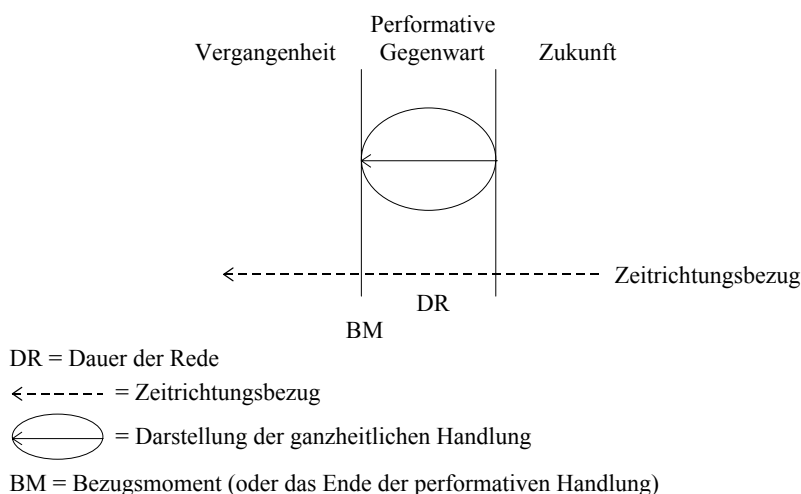 Performative
Vergangenheit Gegenwart Zukunft
Zeitrichtungsbezug
DR
BM
DR = Dauer der Rede
= Zeitrichtungsbezug
= Darstellung der ganzheitlichen Handlung
BM = Bezugsmoment (oder das Ende der performativen Handlung)